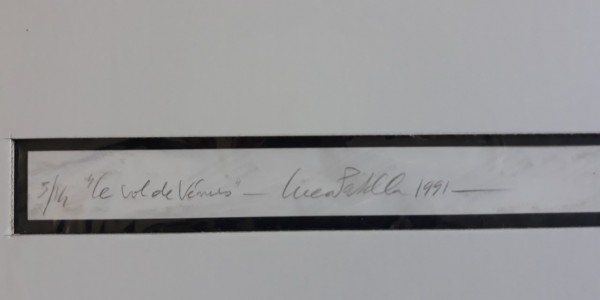 5/14 "le vol de Vénus" — 1991 —